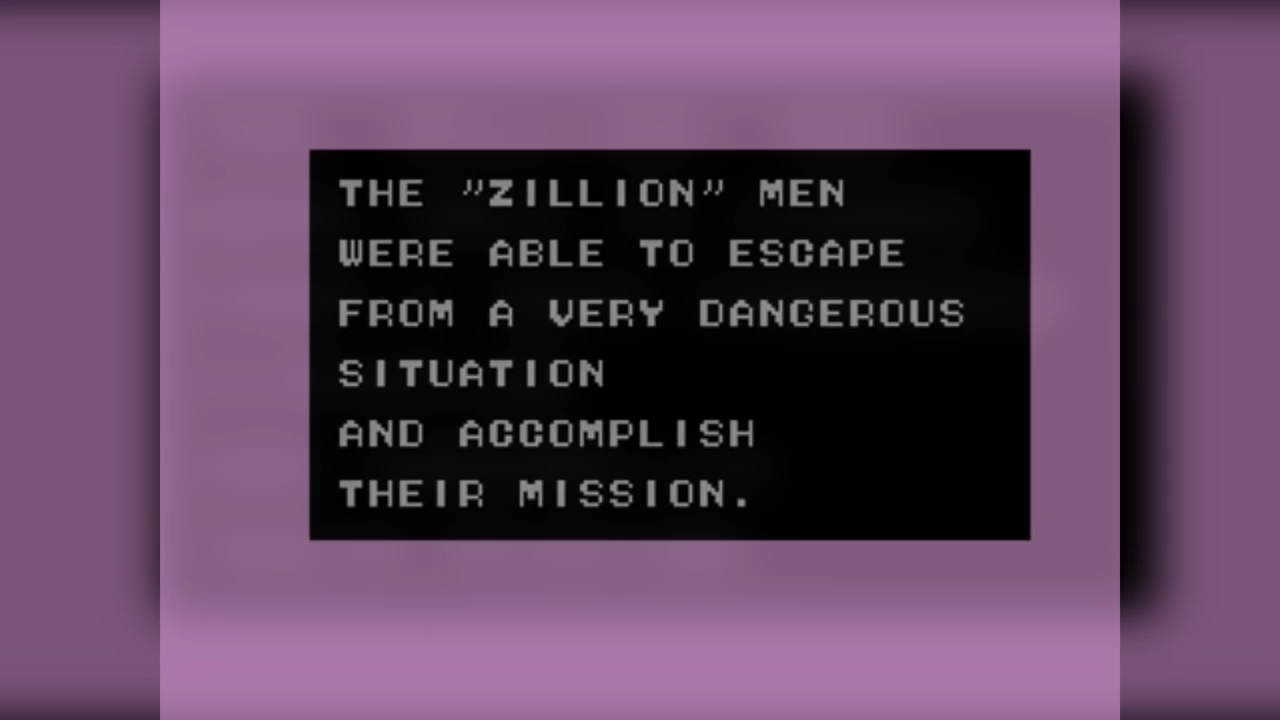 THE "ZILLION" MEN
WERE ABLE TO ESCAPE
FROM A VERY DANGEROUS
SITUATION
AND ACCOMPLISH
THEIR MISSION.